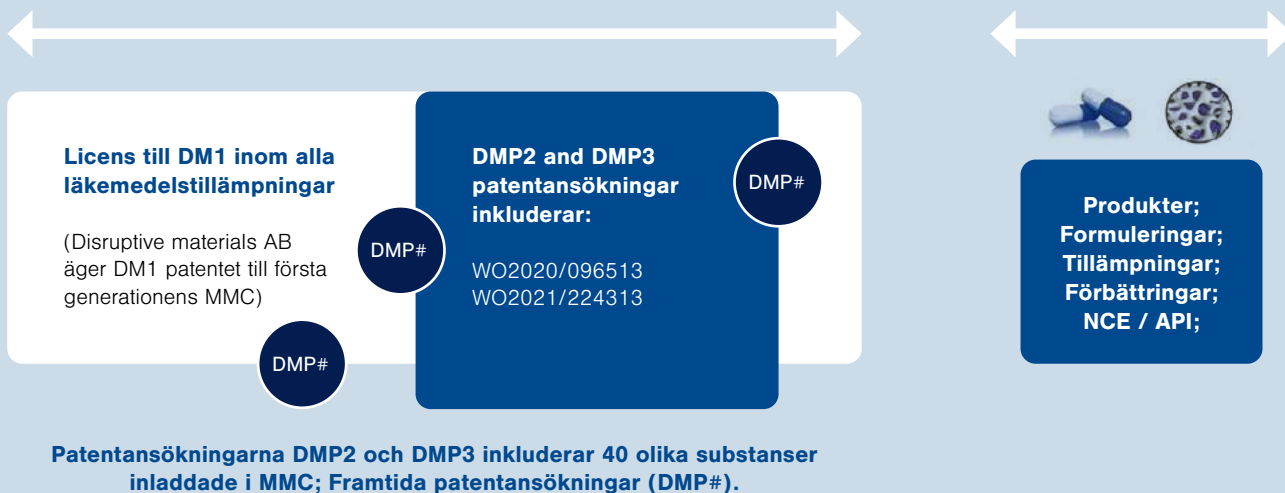 Licens till DM1 inom alla
läkemedelstillämpningar
(Disruptive materials AB
äger DM1 patentet till första
generationens MMC)
DMP#
DMP#
DMP2 and DMP3
patentansökningar
inkluderar:
WO2020/096513
WO2021/224313
DMP#
Produkter;
Formuleringar;
Tillämpningar;
Förbättringar;
NCE / API;
Patentansökningarna DMP2 och DMP3 inkluderar 40 olika substanser
inladdade i MMC; Framtida patentansökningar (DMP#).